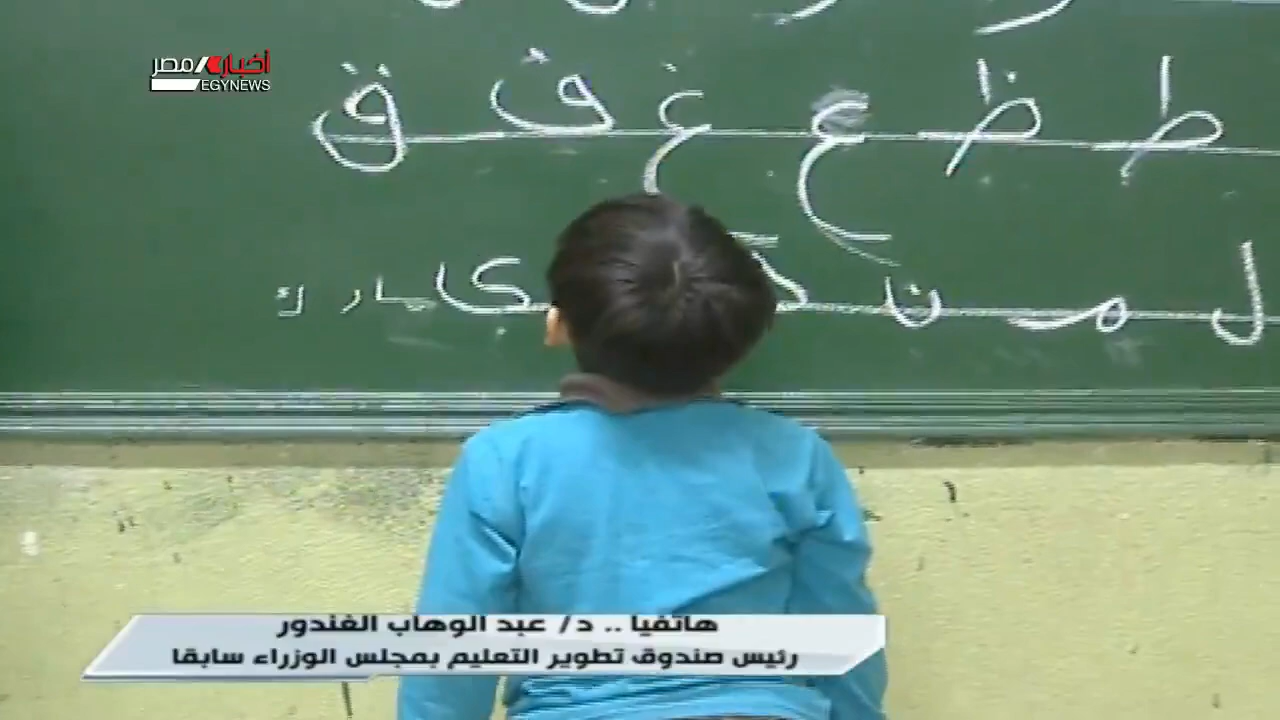 أخبار/مصر
EGYNEWS
ط ظ ع غ ف ق
ل م ن ك ى
هاتفيا .. د/ عبد الوهاب الغندور
رئيس صندوق تطوير التعليم بمجلس الوزراء سابقا